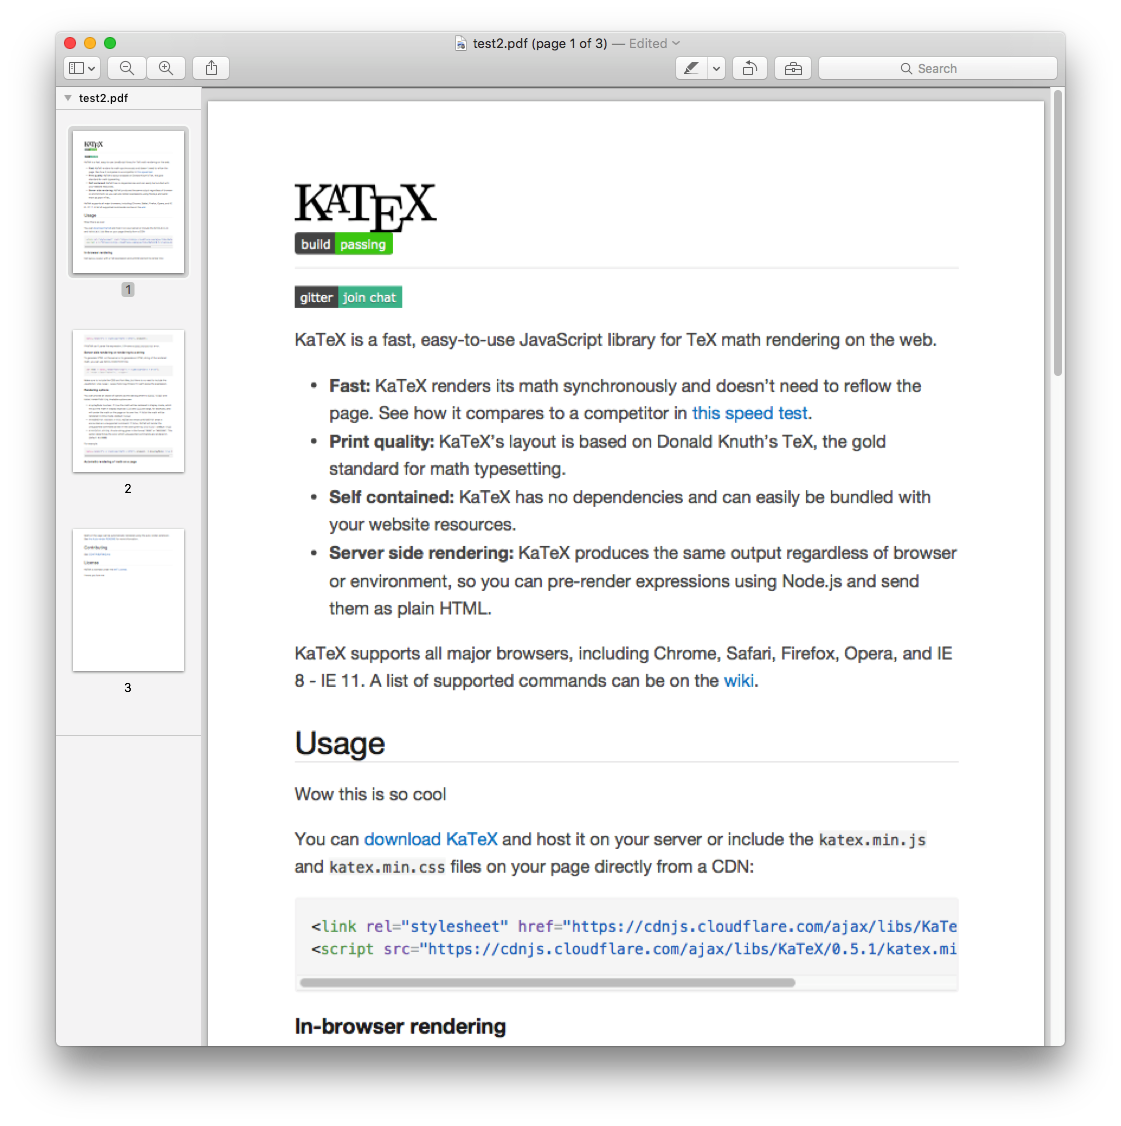 test2.pdf (page 1 of 3) — Edited
Search
test2.pdf
1
2
3
KATEX
build passing
gitter join chat
KaTeX is a fast, easy-to-use JavaScript library for TeX math rendering on the web.
• Fast: KaTeX renders its math synchronously and doesn’t need to reflow the
page. See how it compares to a competitor in this speed test.
• Print quality: KaTeX’s layout is based on Donald Knuth’s TeX, the gold
standard for math typesetting.
• Self contained: KaTeX has no dependencies and can easily be bundled with
your website resources.
• Server side rendering: KaTeX produces the same output regardless of browser
or environment, so you can pre-render expressions using Node.js and send
them as plain HTML.
KaTeX supports all major browsers, including Chrome, Safari, Firefox, Opera, and IE
8 - IE 11. A list of supported commands can be on the wiki.
Usage
Wow this is so cool
You can download KaTeX and host it on your server or include the katex.min.js
and katex.min.css files on your page directly from a CDN:
<link rel="stylesheet" href="https://cdnjs.cloudflare.com/ajax/libs/KaTe
<script src="https://cdnjs.cloudflare.com/ajax/libs/KaTeX/0.5.1/katex.mi
In-browser rendering